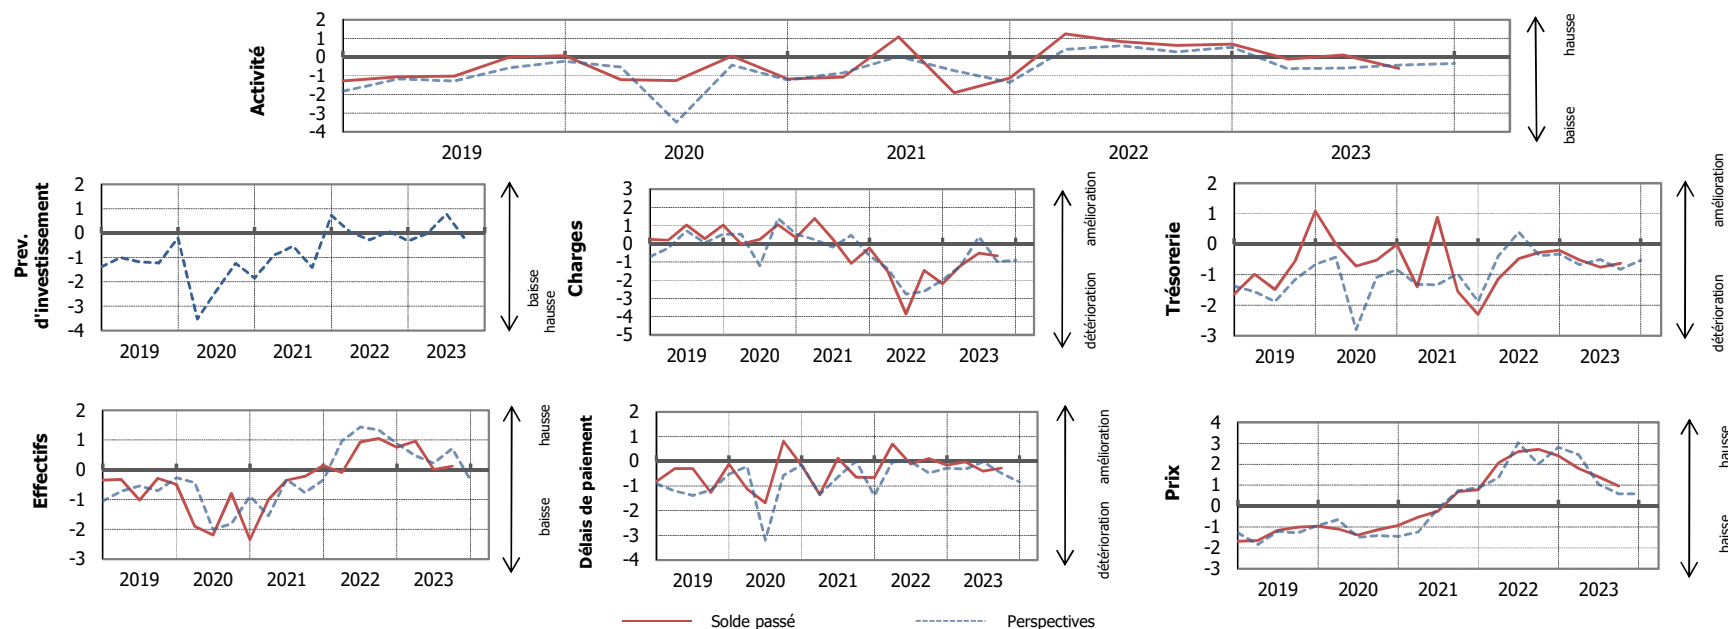 Activité
2
1
0
-1
-2
-3
-4
2019 2020 2021 2022 2023
hausse
baisse
Prev.
d'investissement
2
1
0
-1
-2
-3
-4
2019 2020 2021 2022 2023
baisse
hausse
Charges
3
2
1
0
-1
-2
-3
-4
-5
2019 2020 2021 2022 2023
amélioration
détérioration
Trésorerie
2
1
0
-1
-2
-3
2019 2020 2021 2022 2023
amélioration
détérioration
Effectifs
2
1
0
-1
-2
-3
2019 2020 2021 2022 2023
hausse
baisse
Délais de paiement
2
1
0
-1
-2
-3
-4
2019 2020 2021 2022 2023
amélioration
détérioration
Prix
4
3
2
1
0
-1
-2
-3
2019 2020 2021 2022 2023
hausse
baisse
Solde passé Perspectives